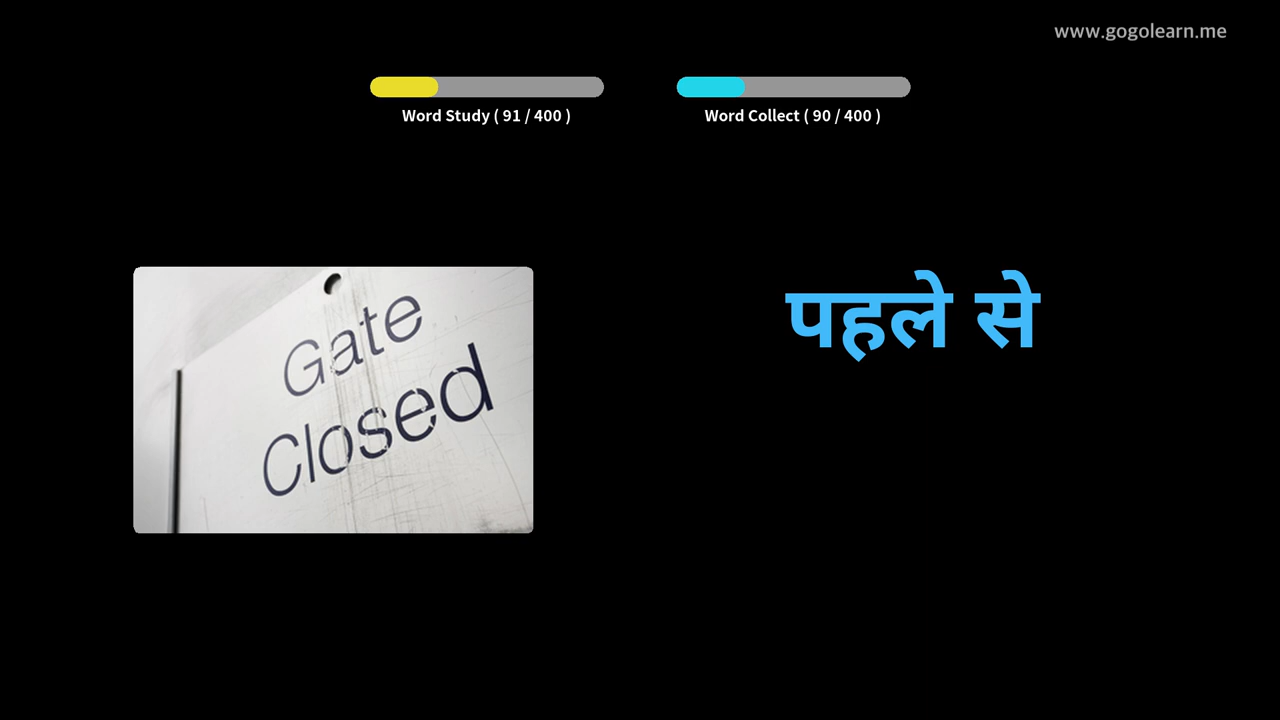 www.gogolearn.me
Word Study ( 91 / 400 )
Word Collect ( 90 / 400 )
Gate
Closed
पहले से